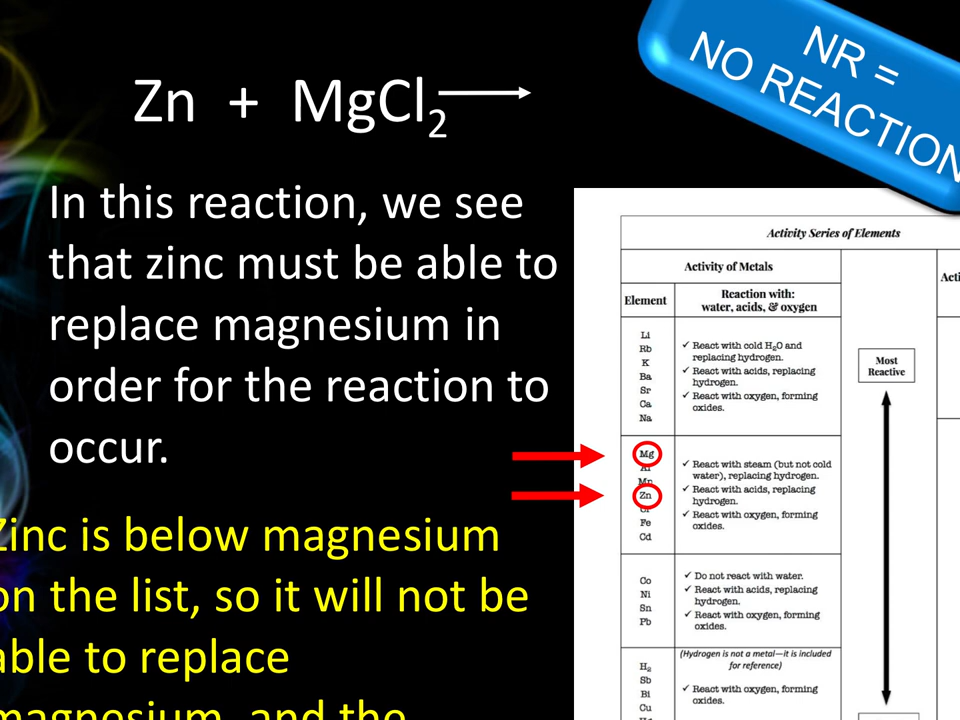 Zn + MgCl2
NR =
NO REACTION
In this reaction, we see
that zinc must be able to
replace magnesium in
order for the reaction to
occur.
Zinc is below magnesium
on the list, so it will not be
able to replace
magnesium, and the
Activity Series of Elements
Activity of Metals
Element
Reaction with:
water, acids, & oxygen
Li
Rb
K
Ba
Sr
Ca
Na
✓ React with cold H2O and
replacing hydrogen.
✓ React with acids, replacing
hydrogen.
✓ React with oxygen, forming
oxides.
Mg
Al
Mn
Zn
Cr
Fe
Cd
✓ React with steam (but not cold
water), replacing hydrogen.
✓ React with acids, replacing
hydrogen.
✓ React with oxygen, forming
oxides.
Co
Ni
Sn
Pb
✓ Do not react with water.
✓ React with acids, replacing
hydrogen.
✓ React with oxygen, forming
oxides.
H2
Sb
Bi
Cu
(Hydrogen is not a metal—it is included
for reference)
✓ React with oxygen, forming
oxides.
Most
Reactive